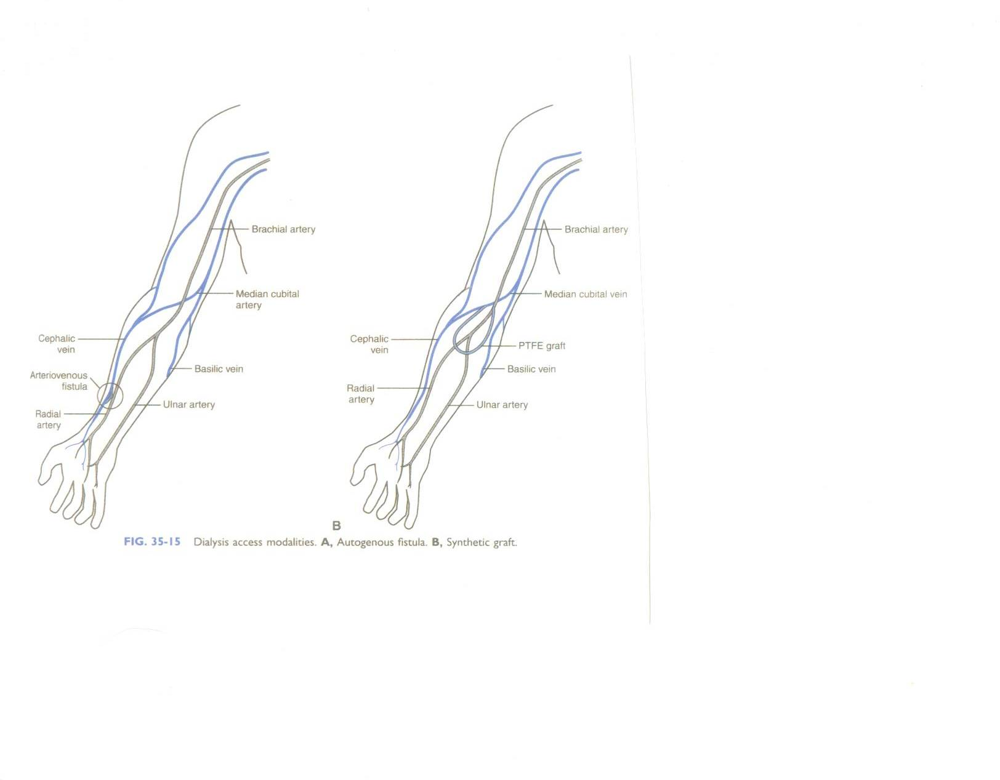 Brachial artery
Median cubital
artery
Cephalic
vein
Arteriovenous
fistula
Basilic vein
Radial
artery
Ulnar artery
Brachial artery
Median cubital vein
Cephalic
vein
PTFE graft
Basilic vein
Radial
artery
Ulnar artery
B
FIG. 35-15 Dialysis access modalities. A, Autogenous fistula. B, Synthetic graft.